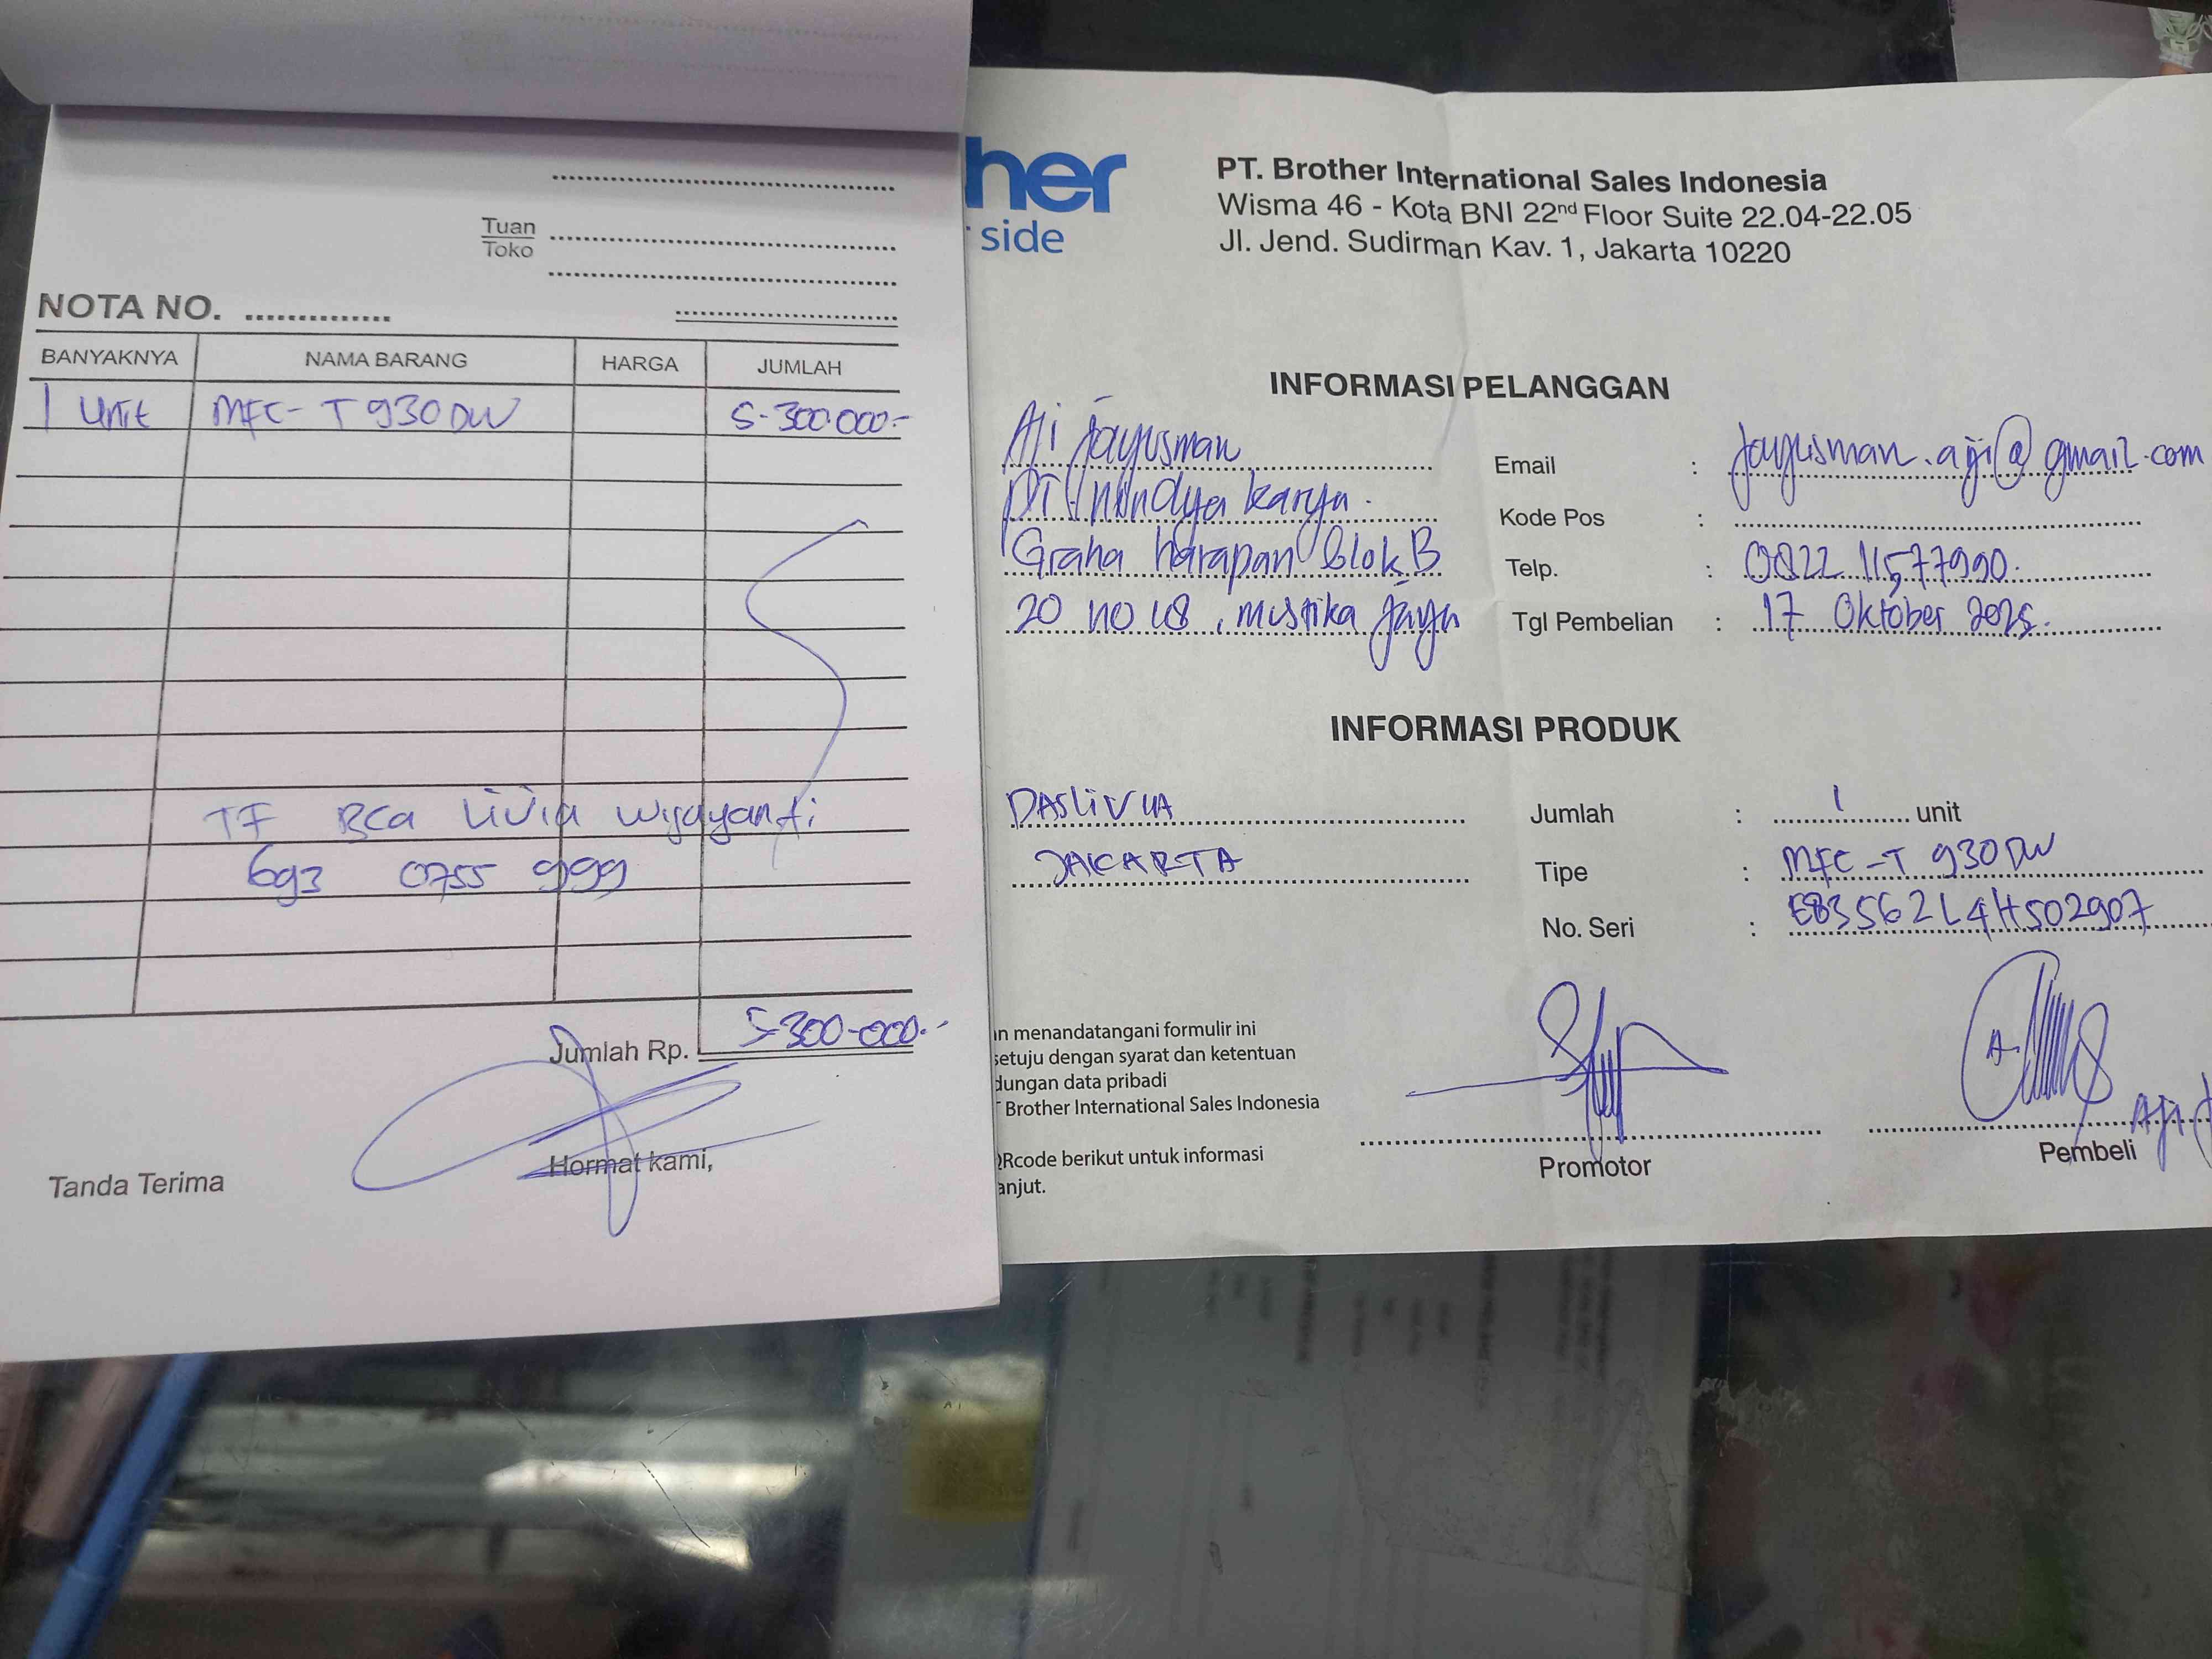 Tuan
Toko
NOTA NO.
BANYAKNYA NAMA BARANG HARGA JUMLAH
1 Unit MFC-T930DW 5.300.000.-
TF BCA Livia Wijayanti
693 0755 999
Jumlah Rp. 5.300.000.-
Tanda Terima Hormat kami,
her
side
PT. Brother International Sales Indonesia
Wisma 46 - Kota BNI 22nd Floor Suite 22.04-22.05
Jl. Jend. Sudirman Kav. 1, Jakarta 10220
INFORMASI PELANGGAN
Aji Jayusman Email : jayusman.aji@gmail.com
PT. Nindya Karya. Kode Pos :
Graha harapan Blok B Telp. : 0822 11577990.
20 no 18, mustika jaya Tgl Pembelian : 17 Oktober 2025.
INFORMASI PRODUK
DASLIVIA Jumlah : 1 unit
JAKARTA Tipe : MFC-T930DW
No. Seri : E83562L4H502907
an menandatangani formulir ini
setuju dengan syarat dan ketentuan
dungan data pribadi
Brother International Sales Indonesia
QRcode berikut untuk informasi
anjut.
Promotor
Aji
Pembeli